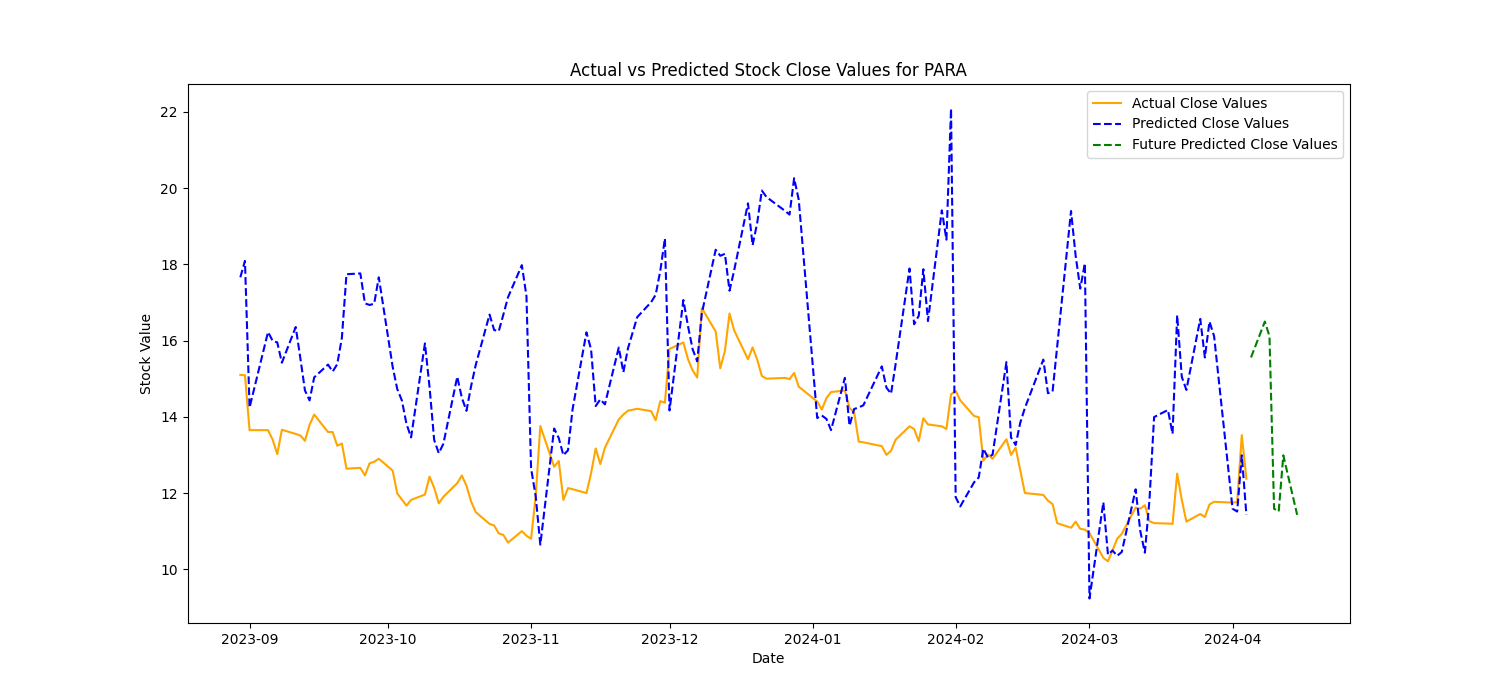 Actual vs Predicted Stock Close Values for PARA
Actual Close Values
Predicted Close Values
Future Predicted Close Values
Stock Value
22
20
18
16
14
12
10
2023-09 2023-10 2023-11 2023-12 2024-01 2024-02 2024-03 2024-04
Date